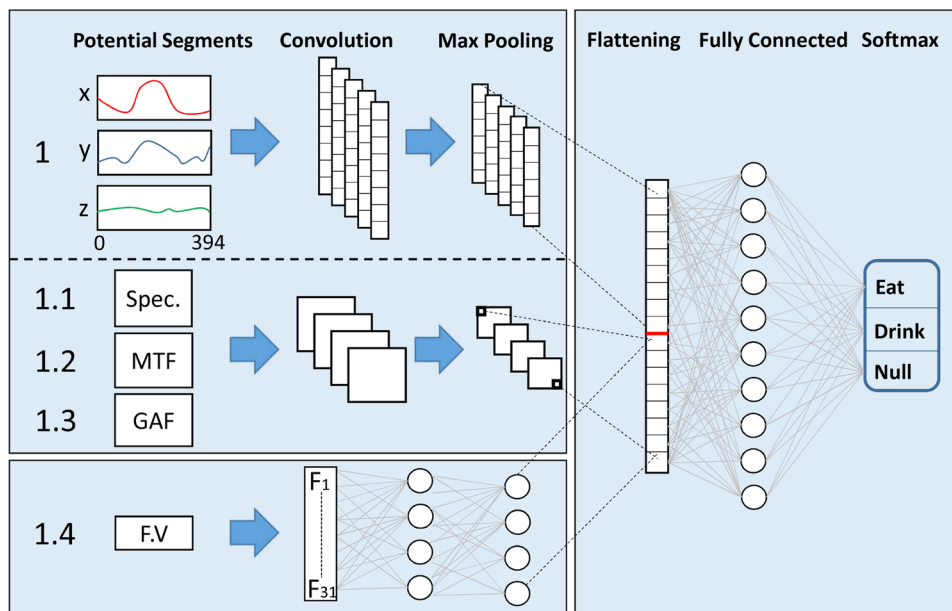 Potential Segments Convolution Max Pooling Flattening Fully Connected Softmax
x
1 y
z
0 394
1.1 Spec.
1.2 MTF
1.3 GAF
Eat
Drink
Null
1.4 F.V
F1
F31